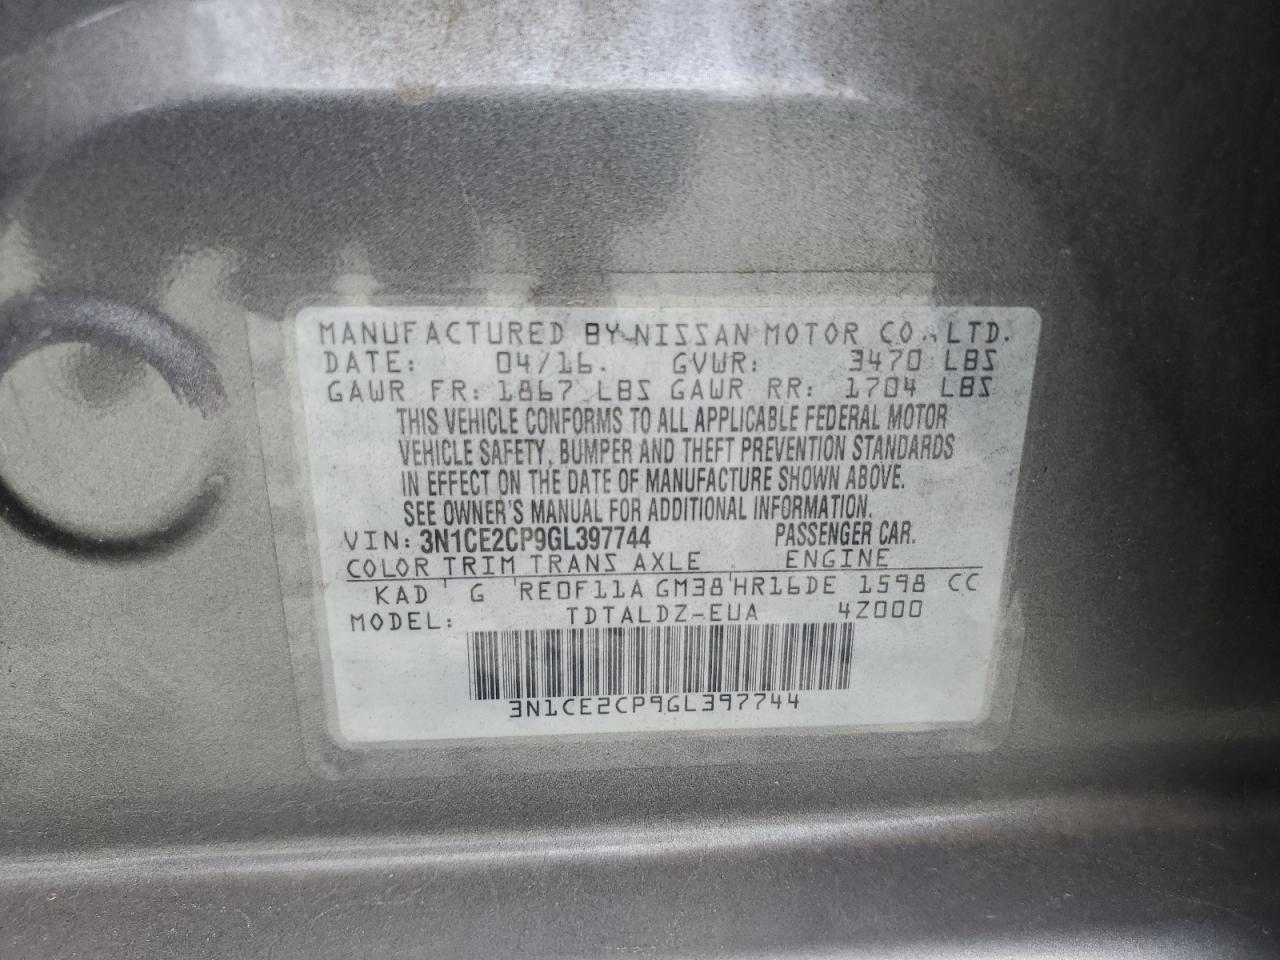 MANUFACTURED BY NISSAN MOTOR CO., LTD.
DATE: 04/16. GVWR: 3470 LBS
GAWR FR: 1867 LBS GAWR RR: 1704 LBS
THIS VEHICLE CONFORMS TO ALL APPLICABLE FEDERAL MOTOR
VEHICLE SAFETY, BUMPER AND THEFT PREVENTION STANDARDS
IN EFFECT ON THE DATE OF MANUFACTURE SHOWN ABOVE.
SEE OWNER'S MANUAL FOR ADDITIONAL INFORMATION.
VIN: 3N1CE2CP9GL397744 PASSENGER CAR.
COLOR TRIM TRANS AXLE ENGINE
KAD G RE0F11A GM38 HR16DE 1598 CC
MODEL: TDTALDZ-EUA 4Z000
3N1CE2CP9GL397744